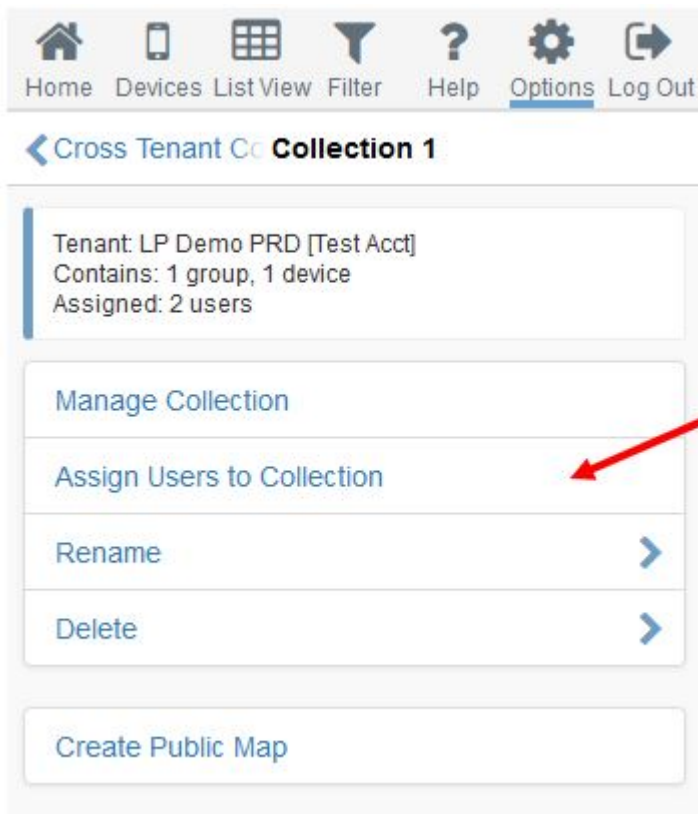 Home Devices List View Filter Help Options Log Out
Cross Tenant Collection 1
Tenant: LP Demo PRD [Test Acct]
Contains: 1 group, 1 device
Assigned: 2 users
Manage Collection
Assign Users to Collection
Rename
Delete
Create Public Map